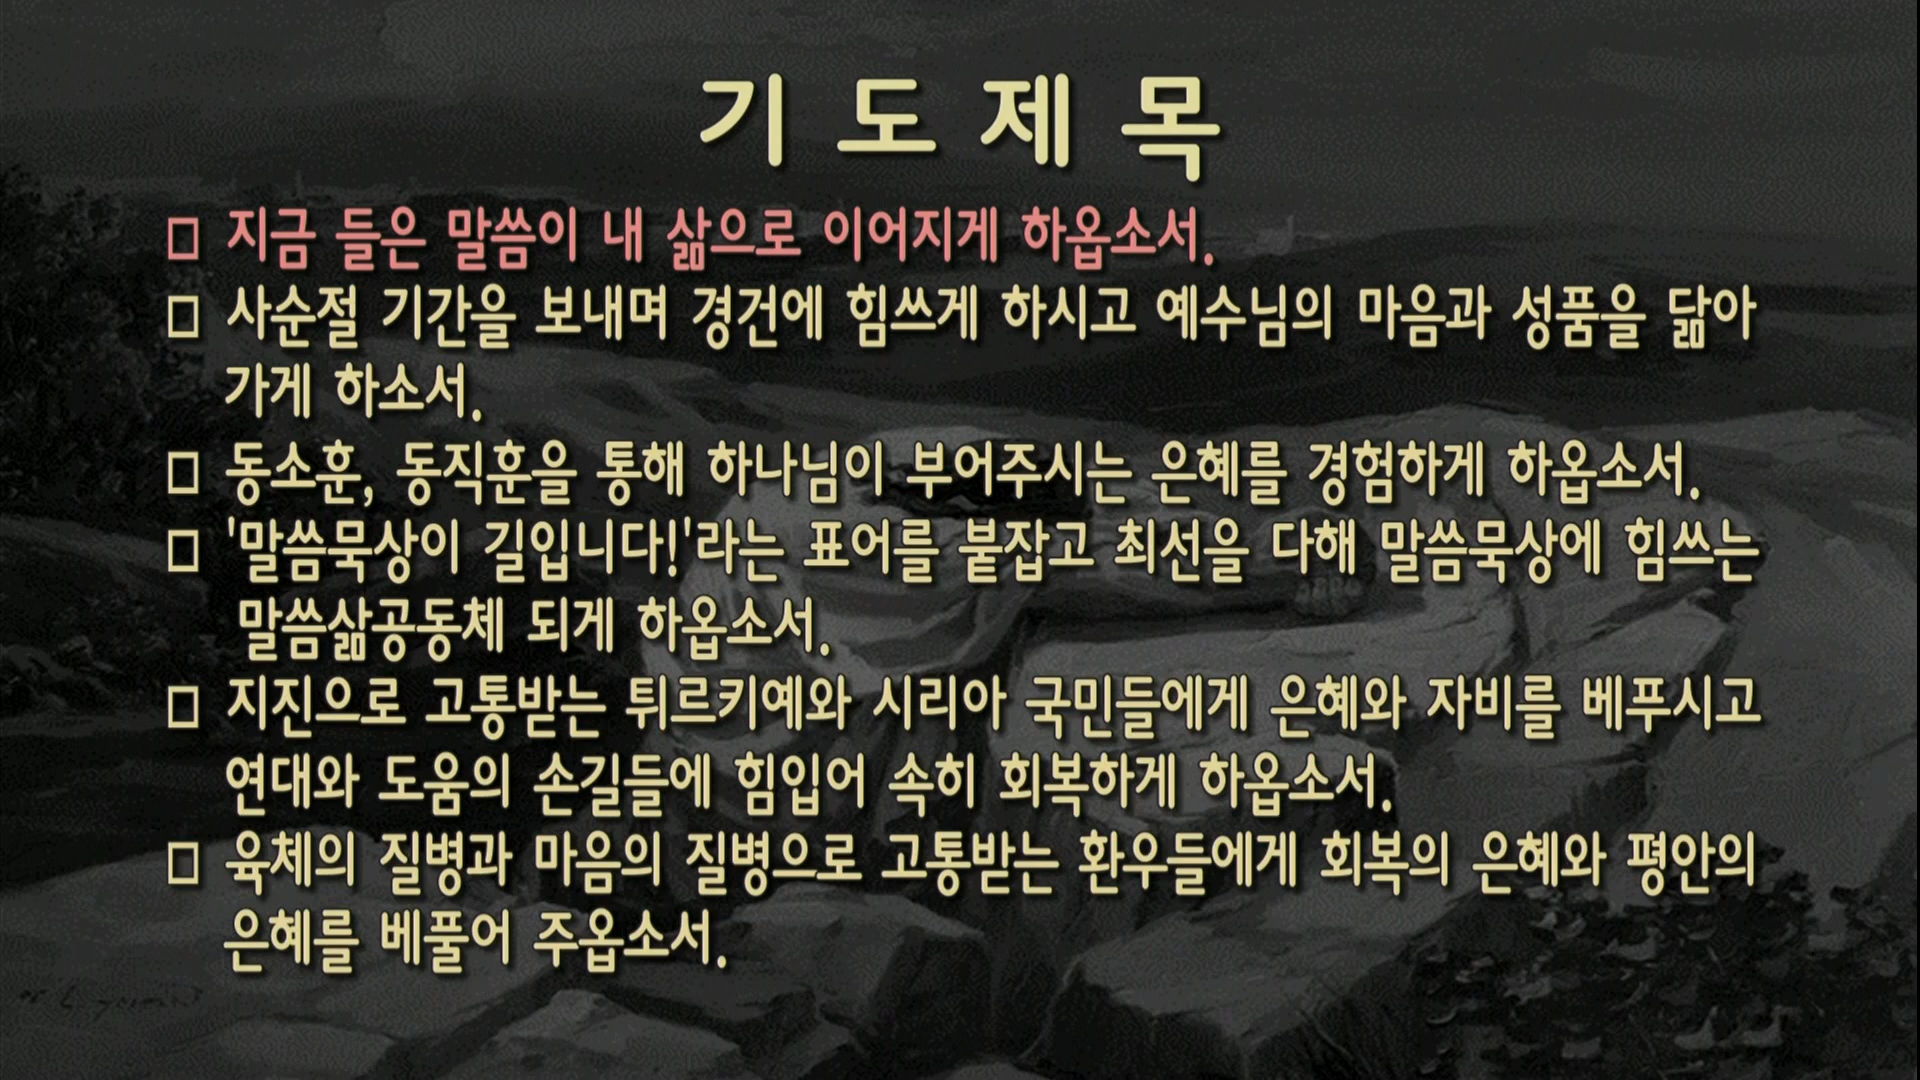 기 도 제 목
□ 지금 들은 말씀이 내 삶으로 이어지게 하옵소서.
□ 사순절 기간을 보내며 경건에 힘쓰게 하시고 예수님의 마음과 성품을 닮아
가게 하소서.
□ 동소훈, 동직훈을 통해 하나님이 부어주시는 은혜를 경험하게 하옵소서.
□ '말씀묵상이 길입니다!'라는 표어를 붙잡고 최선을 다해 말씀묵상에 힘쓰는
말씀삶공동체 되게 하옵소서.
□ 지진으로 고통받는 튀르키예와 시리아 국민들에게 은혜와 자비를 베푸시고
연대와 도움의 손길들에 힘입어 속히 회복하게 하옵소서.
□ 육체의 질병과 마음의 질병으로 고통받는 환우들에게 회복의 은혜와 평안의
은혜를 베풀어 주옵소서.